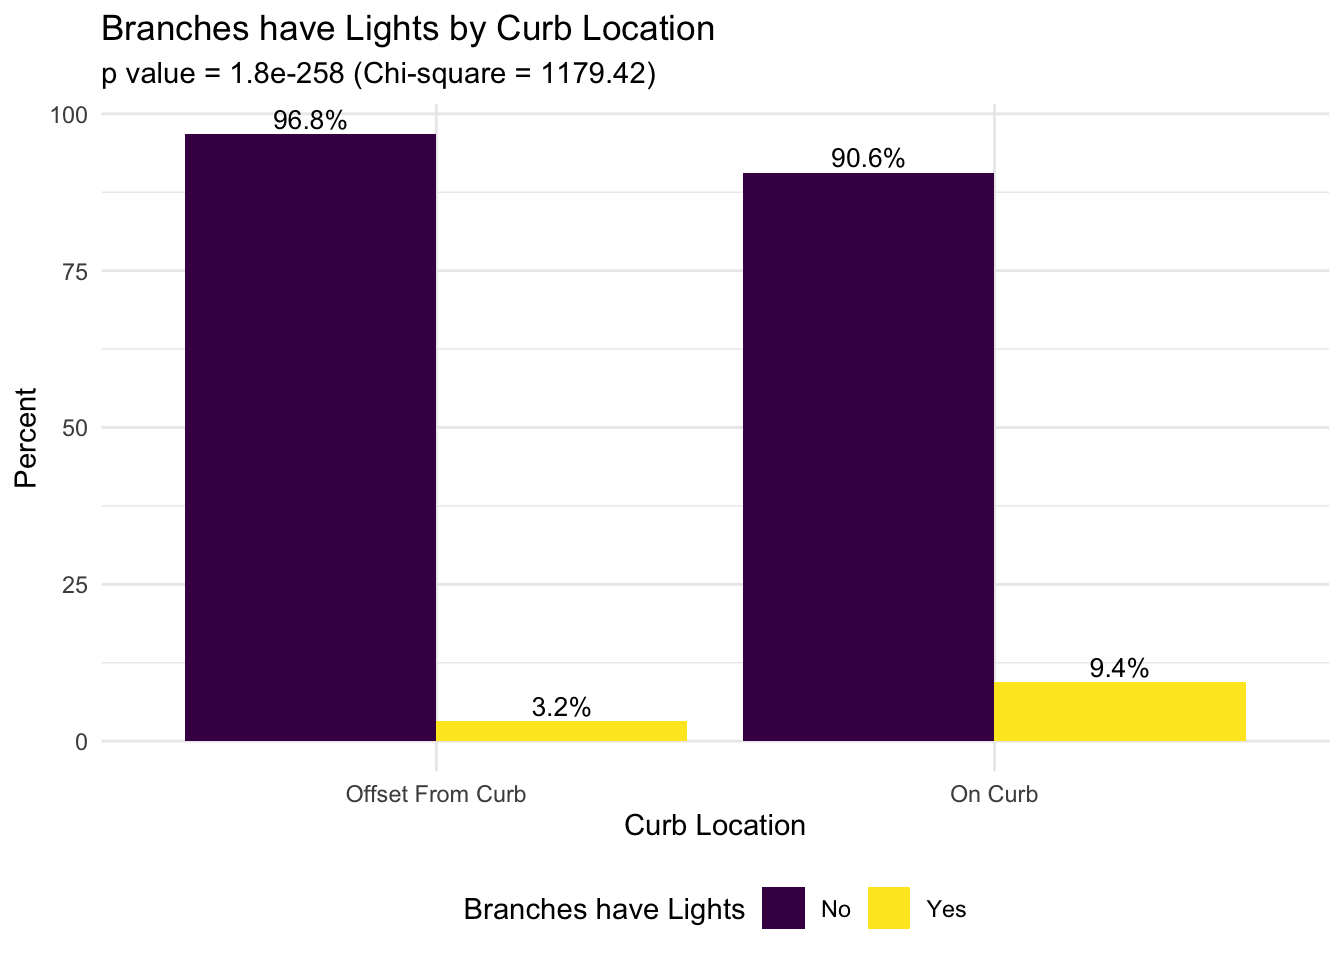 Branches have Lights by Curb Location
p value = 1.8e-258 (Chi-square = 1179.42)
100
96.8%
90.6%
75
50
Percent
25
9.4%
3.2%
0
Offset From Curb
On Curb
Curb Location
Branches have Lights
No
Yes